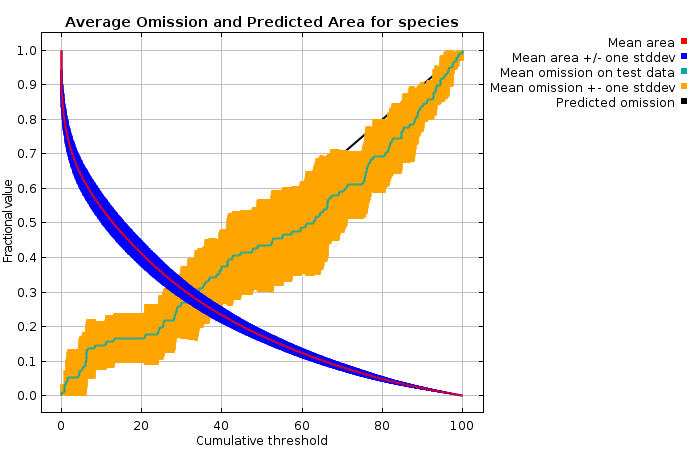 Average Omission and Predicted Area for species
Mean area
Mean area +/- one stddev
Mean omission on test data
Mean omission +- one stddev
Predicted omission
Fractional value
1.0
0.9
0.8
0.7
0.6
0.5
0.4
0.3
0.2
0.1
0.0
0 20 40 60 80 100
Cumulative threshold